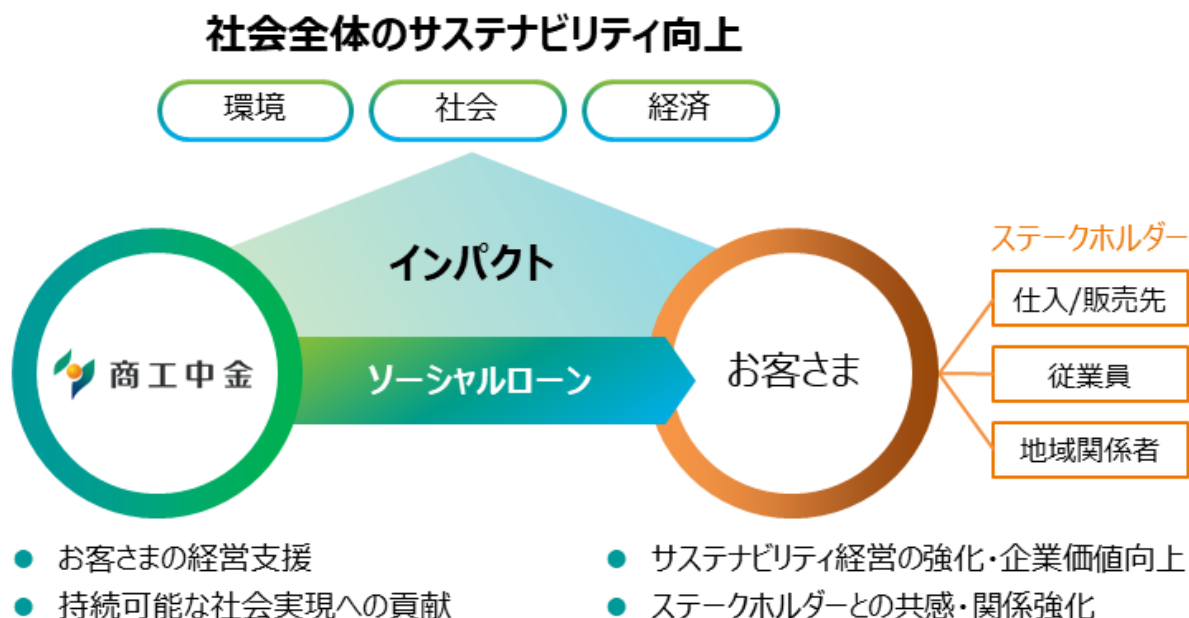 社会全体のサステナビリティ向上
環境
社会
経済
インパクト
ステークホルダー
仕入/販売先
商工中金
ソーシャルローン
お客さま
従業員
地域関係者
● お客さまの経営支援
● 持続可能な社会実現への貢献
● サステナビリティ経営の強化・企業価値向上
● ステークホルダーとの共感・関係強化